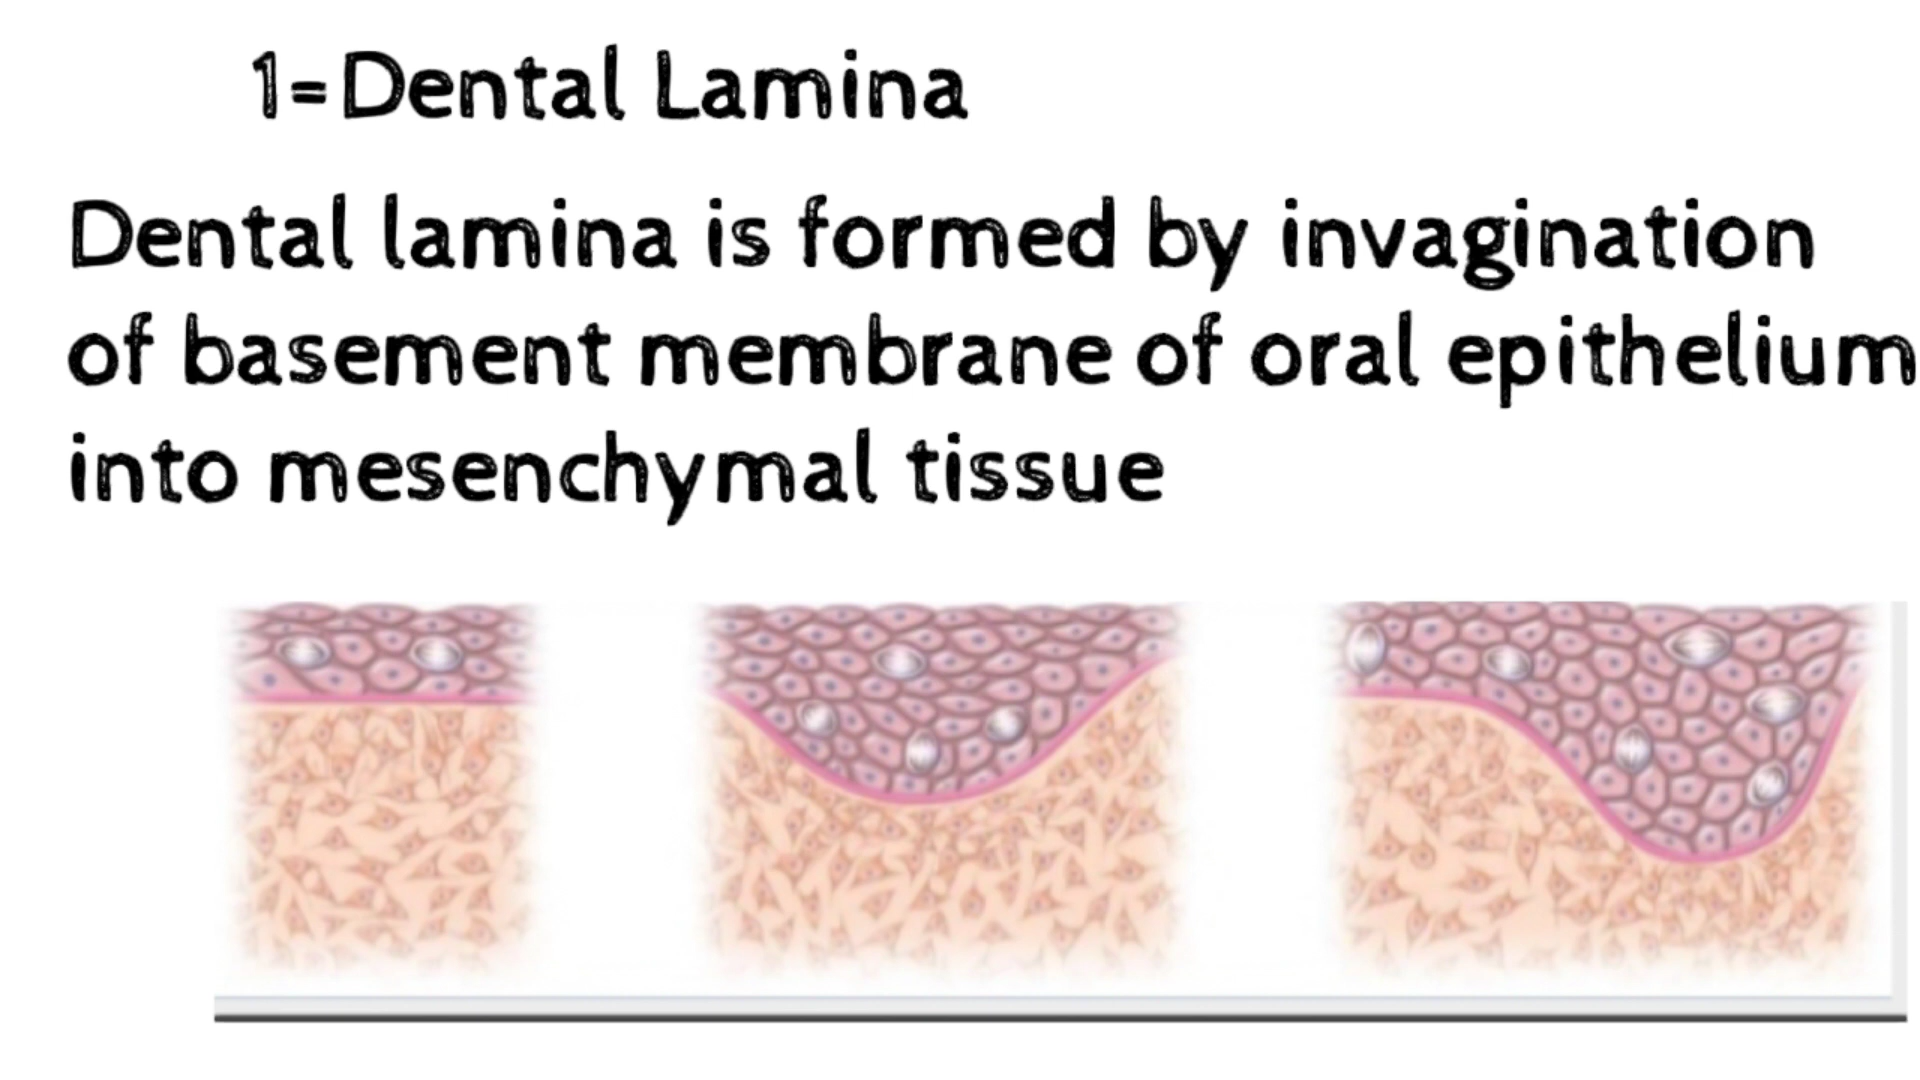 1=Dental Lamina
Dental lamina is formed by invagination
of basement membrane of oral epithelium
into mesenchymal tissue